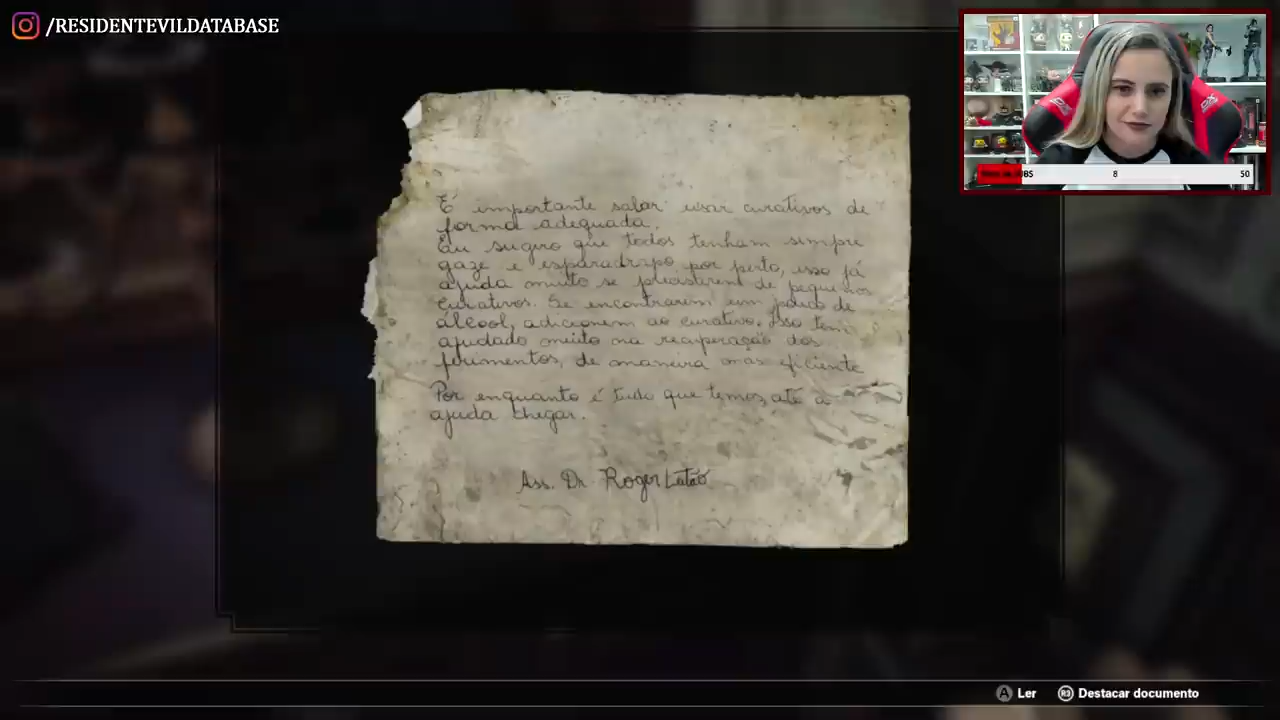 /RESIDENTEVILDATABASE
É importante saber usar curativos de
forma adequada.
Eu sugiro que todos tenham sempre
gaze e esparadrapo por perto, isso já
ajuda muito se precisarem de pequenos
curativos. Se encontrarem um pouco de
álcool, adicionem ao curativo. Isso tem
ajudado muito na recuperação dos
ferimentos, de maneira mais eficiente
Por enquanto é tudo que temos, até a
ajuda chegar.
Ass. Dr. Roger Latão
8 50
A Ler R3 Destacar documento